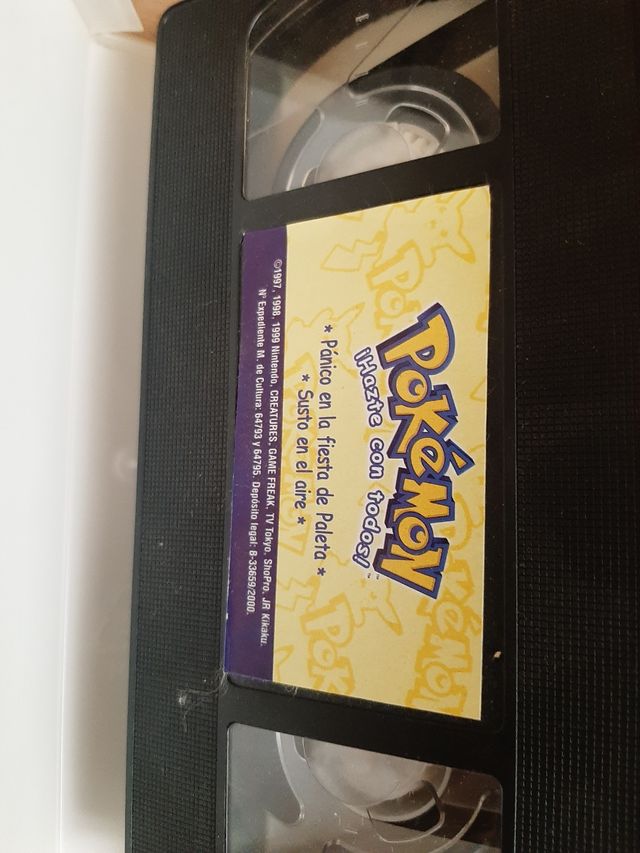 POKéMON
¡Hazte con todos!™
* Pánico en la fiesta de Paleta *
* Susto en el aire *
©1997, 1998, 1999 Nintendo, CREATURES, GAME FREAK, TV Tokyo, ShoPro, JR Kikaku.
Nº Expediente M. de Cultura: 64793 y 64795. Depósito legal: B-33659/2000.